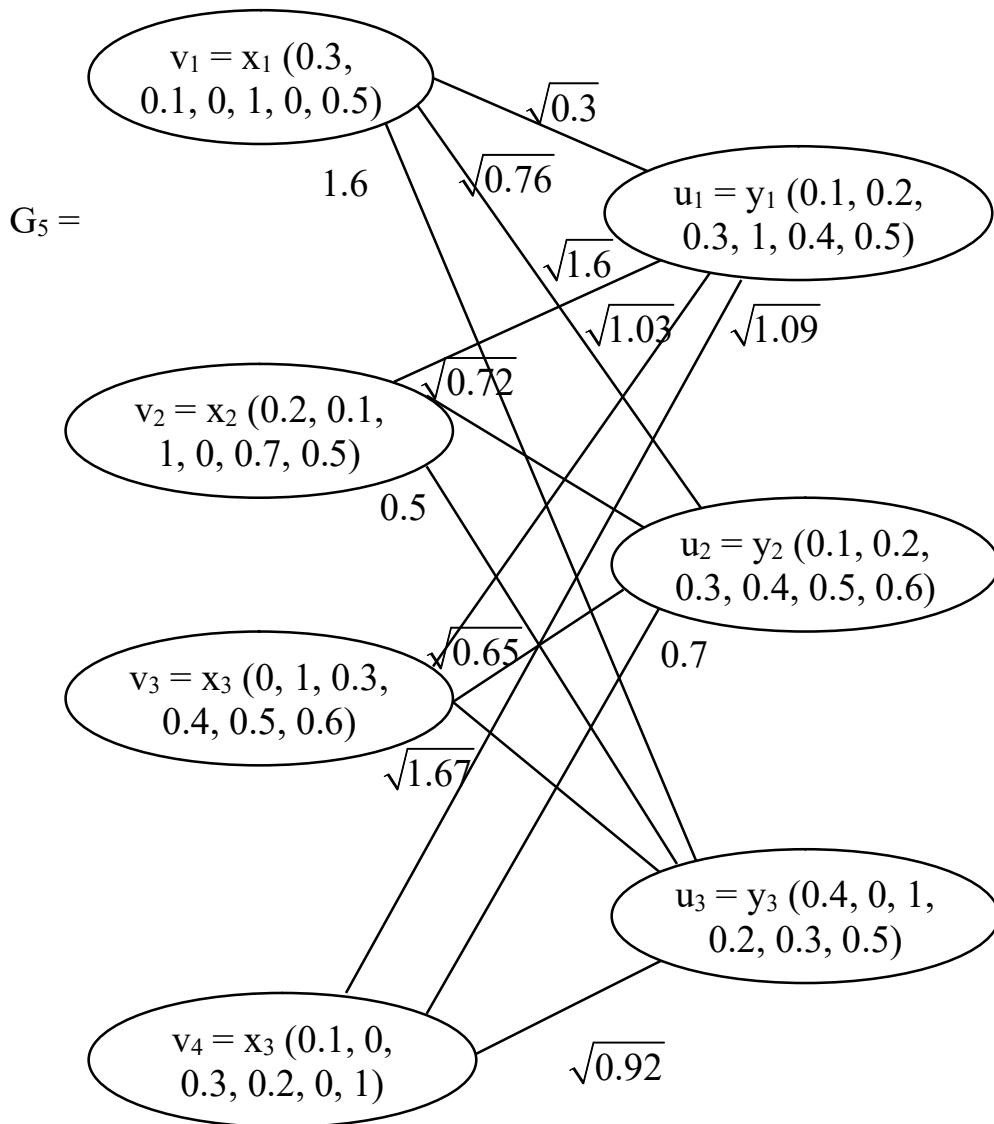 G₅ =
v₁ = x₁ (0.3,
0.1, 0, 1, 0, 0.5)
√0.3
1.6
√0.76
u₁ = y₁ (0.1, 0.2,
0.3, 1, 0.4, 0.5)
√1.6
√1.03
√1.09
√0.72
v₂ = x₂ (0.2, 0.1,
1, 0, 0.7, 0.5)
0.5
u₂ = y₂ (0.1, 0.2,
0.3, 0.4, 0.5, 0.6)
√0.65
0.7
v₃ = x₃ (0, 1, 0.3,
0.4, 0.5, 0.6)
√1.67
u₃ = y₃ (0.4, 0, 1,
0.2, 0.3, 0.5)
v₄ = x₃ (0.1, 0,
0.3, 0.2, 0, 1)
√0.92